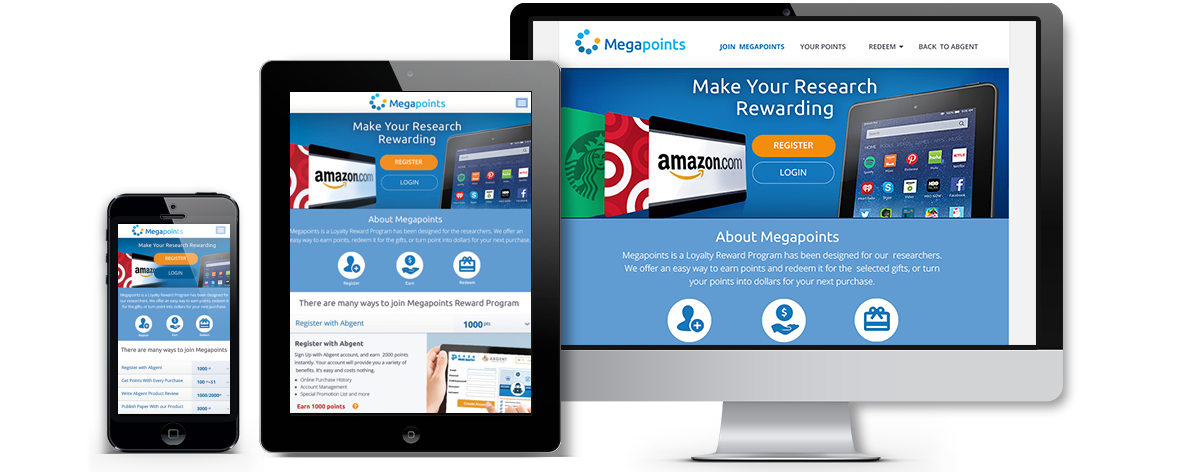 Megapoints
JOIN MEGAPOINTS
YOUR POINTS
REDEEM
BACK TO ABGENT
Make Your Research
Rewarding
REGISTER
LOGIN
amazon.com
Spotify
Music
Pinterest
Netflix
NETFLIX
HBO
Facebook
About Megapoints
Megapoints is a Loyalty Reward Program has been designed for our researchers.
We offer an easy way to earn points and redeem it for the selected gifts, or turn
your points into dollars for your next purchase.
Megapoints
Make Your Research
Rewarding
REGISTER
LOGIN
amazon.com
About Megapoints
Megapoints is a Loyalty Reward Program has been designed for the researchers. We offer an
easy way to earn points, redeem it for the gifts, or turn point into dollars for your next purchase.
Register
Earn
Redeem
There are many ways to join Megapoints Reward Program
Register with Abgent
1000 pts
Register with Abgent
Sign Up with Abgent account, and earn 2000 points
instantly. Your account will provide you a variety of
benefits. It's easy and costs nothing.
• Online Purchase History
• Account Management
• Special Promotion List and more
Earn 1000 points
?
ABGENT
Megapoints
Make Your Research Rewarding
REGISTER
LOGIN
Megapoints is a Loyalty Reward Program has been designed for
our researchers. We offer an easy way to earn points, redeem it
for the gifts, or turn point into dollars for your next purchase.
There are many ways to join Megapoints
Register with Abgent
1000
Get Points With Every Purchase
100 = $1
Write Abgent Product Review
1000/2000
Publish Paper With our Product
3000